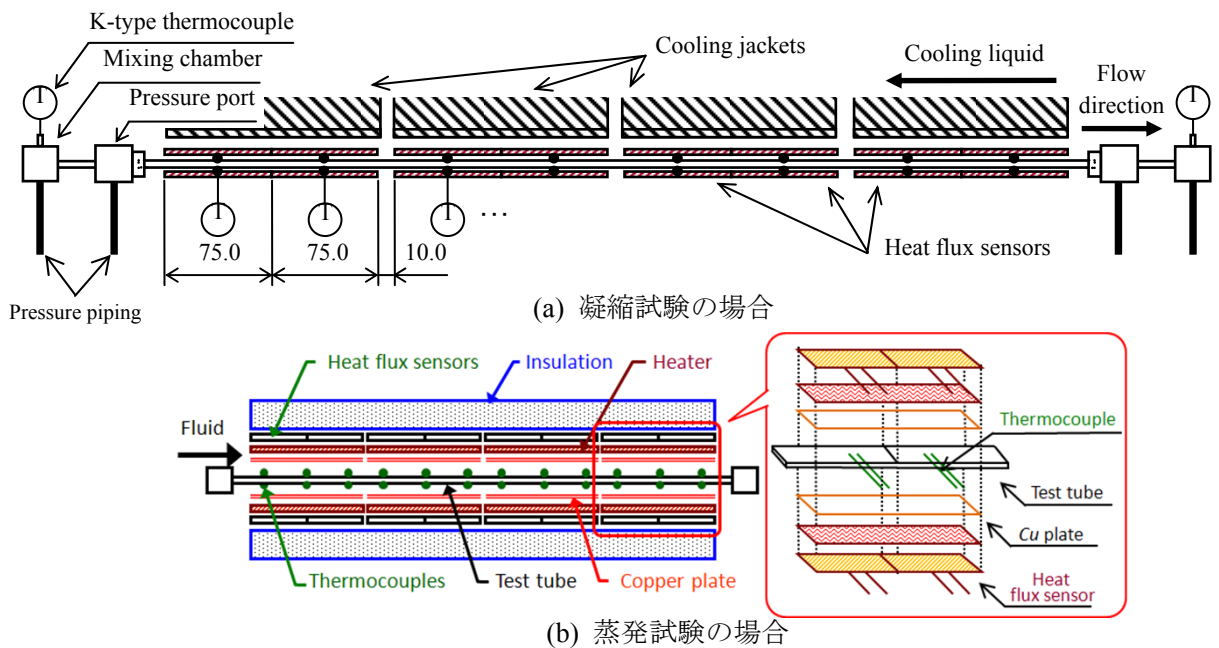 K-type thermocouple
Mixing chamber
Pressure port
Cooling jackets
Cooling liquid
Flow
direction
T
T
T
T
T
...
75.0
75.0
10.0
Heat flux sensors
Pressure piping
(a) 凝縮試験の場合
Heat flux sensors
Insulation
Heater
Fluid
Thermocouples
Test tube
Copper plate
Thermocouple
Test tube
Cu plate
Heat
flux sensor
(b) 蒸発試験の場合